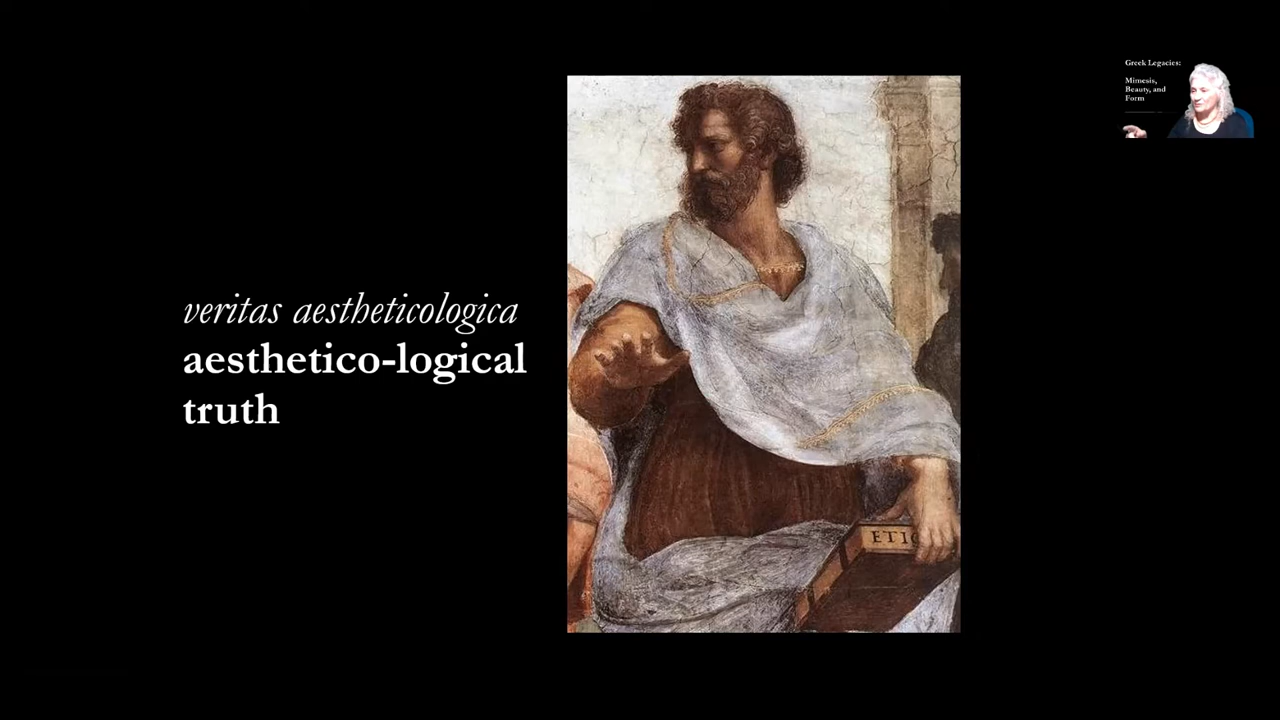 Greek Legacies:
Mimesis,
Beauty, and
Form
veritas aestheticologica
aesthetico-logical
truth
ETIC